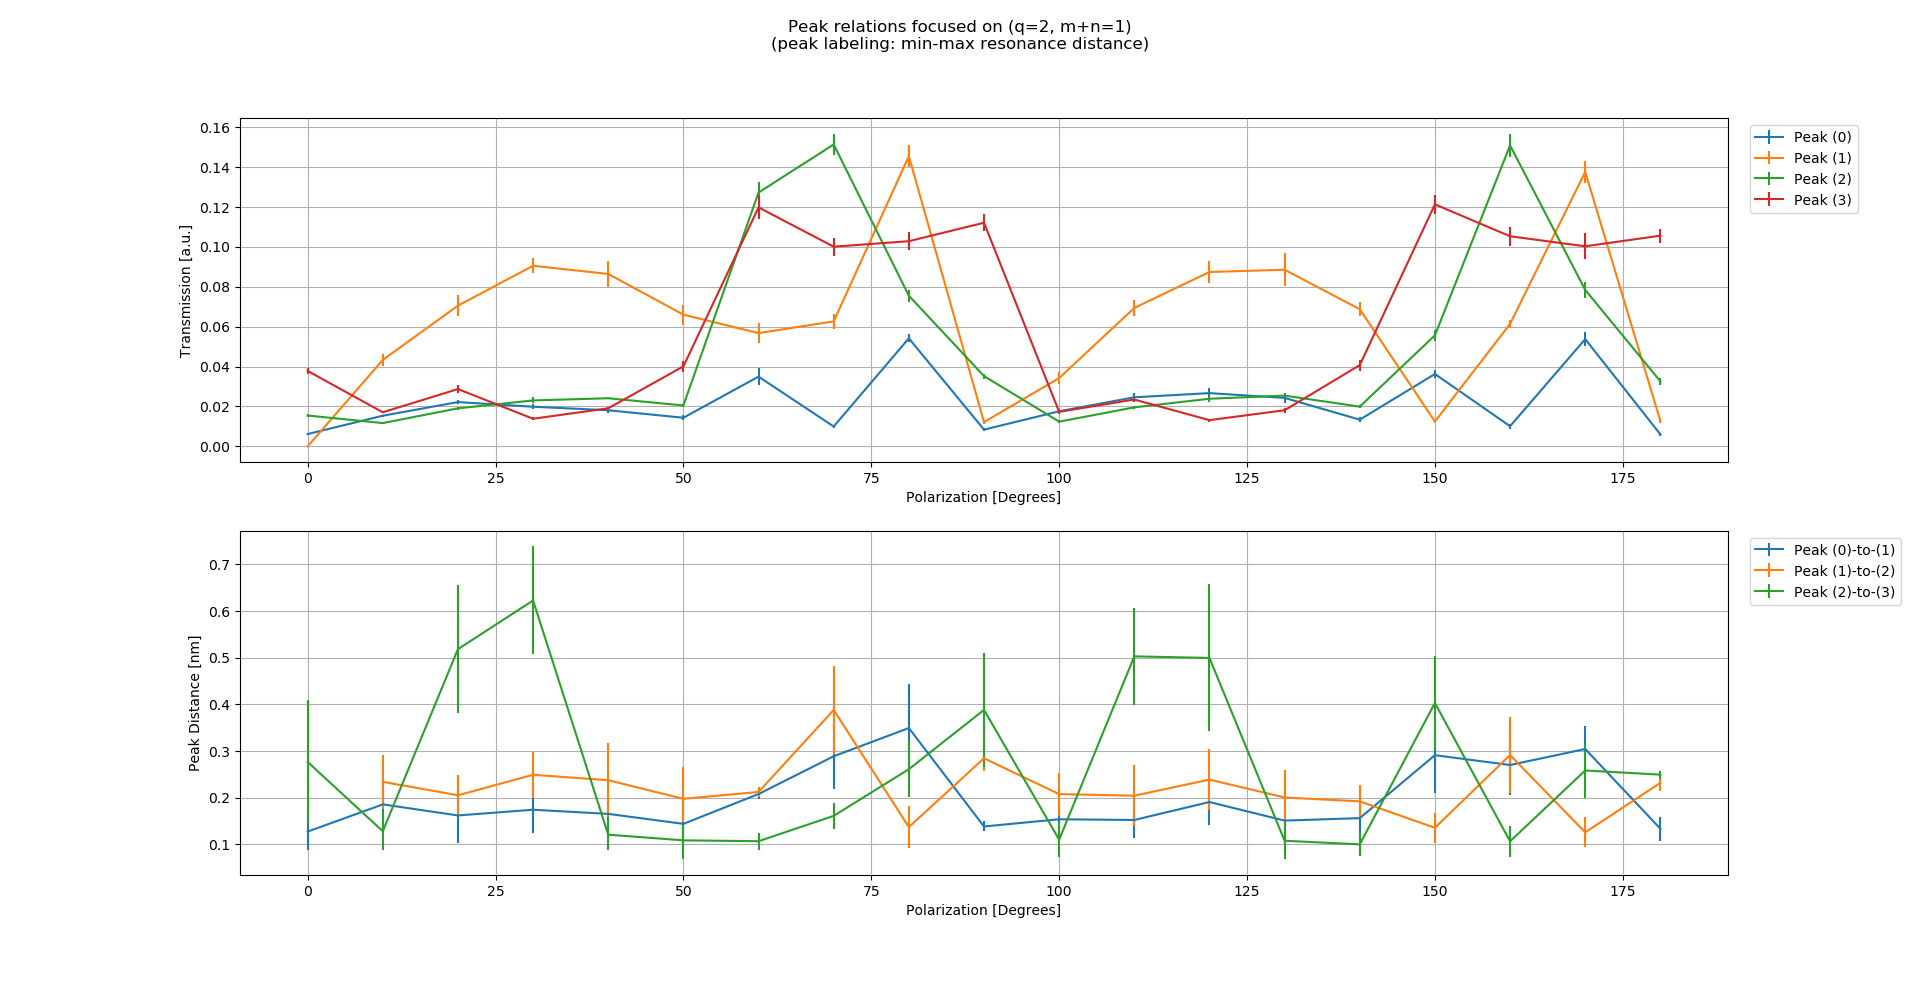 Peak relations focused on (q=2, m+n=1)
(peak labeling: min-max resonance distance)
0.16
0.14
0.12
0.10
0.08
0.06
0.04
0.02
0.00
Transmission [a.u.]
0 25 50 75 100 125 150 175
Polarization [Degrees]
Peak (0)
Peak (1)
Peak (2)
Peak (3)
0.7
0.6
0.5
0.4
0.3
0.2
0.1
Peak Distance [nm]
0 25 50 75 100 125 150 175
Polarization [Degrees]
Peak (0)-to-(1)
Peak (1)-to-(2)
Peak (2)-to-(3)